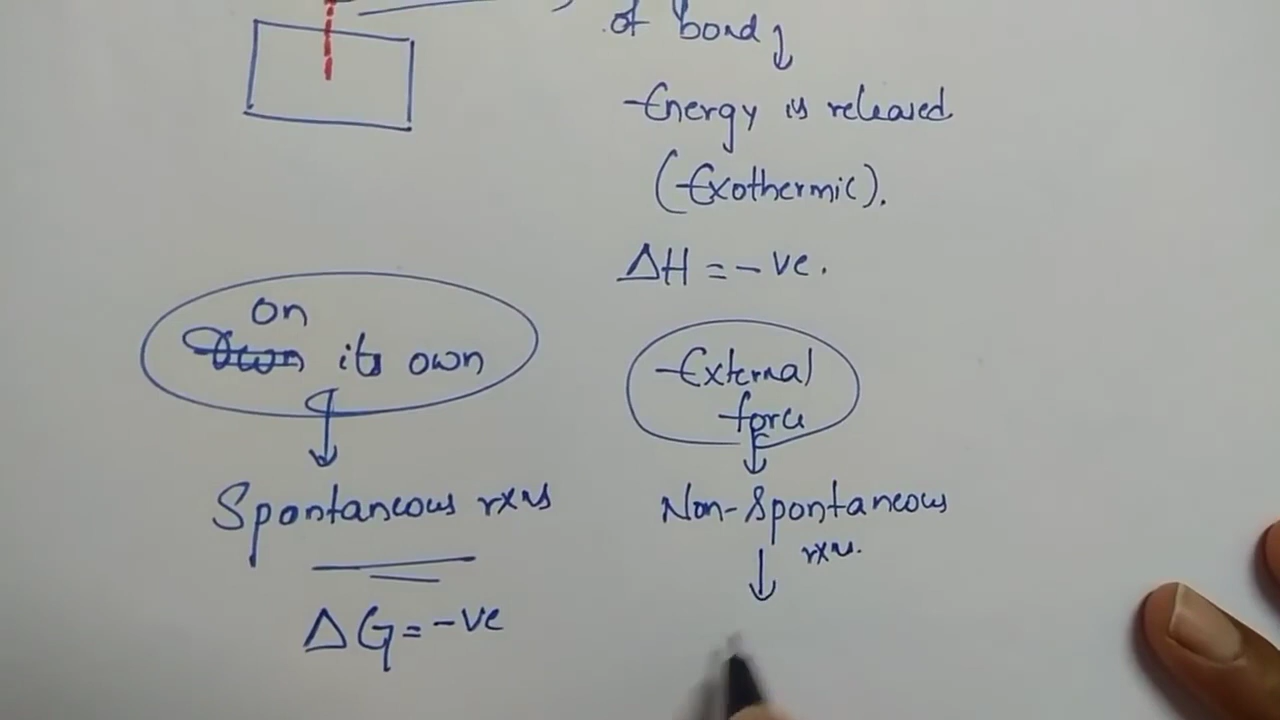 of bond
-Energy is released
(-Exothermic).
ΔH = -ve.
on
Own its own
-External
force
Spontaneous rxns
Non-Spontaneous
rxn.
ΔG = -ve